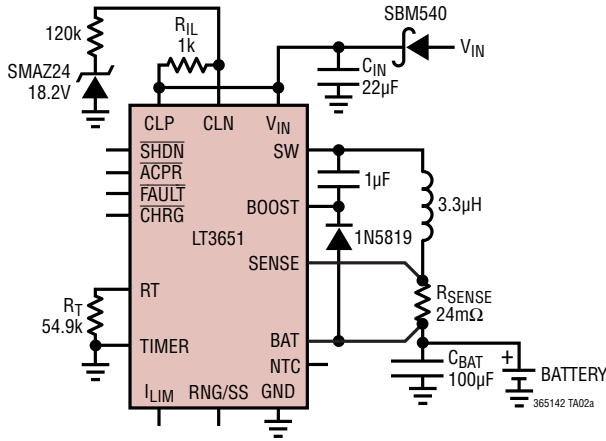 SBM540
120k
R_IL
1k
V_IN
SMAZ24
18.2V
C_IN
22µF
CLP
CLN
V_IN
SHDN
SW
ACPR
1µF
FAULT
3.3µH
CHRG
BOOST
LT3651
1N5819
SENSE
RT
R_T
54.9k
R_SENSE
24mΩ
TIMER
BAT
NTC
C_BAT
100µF
+
BATTERY
I_LIM
RNG/SS
GND
365142 TA02a